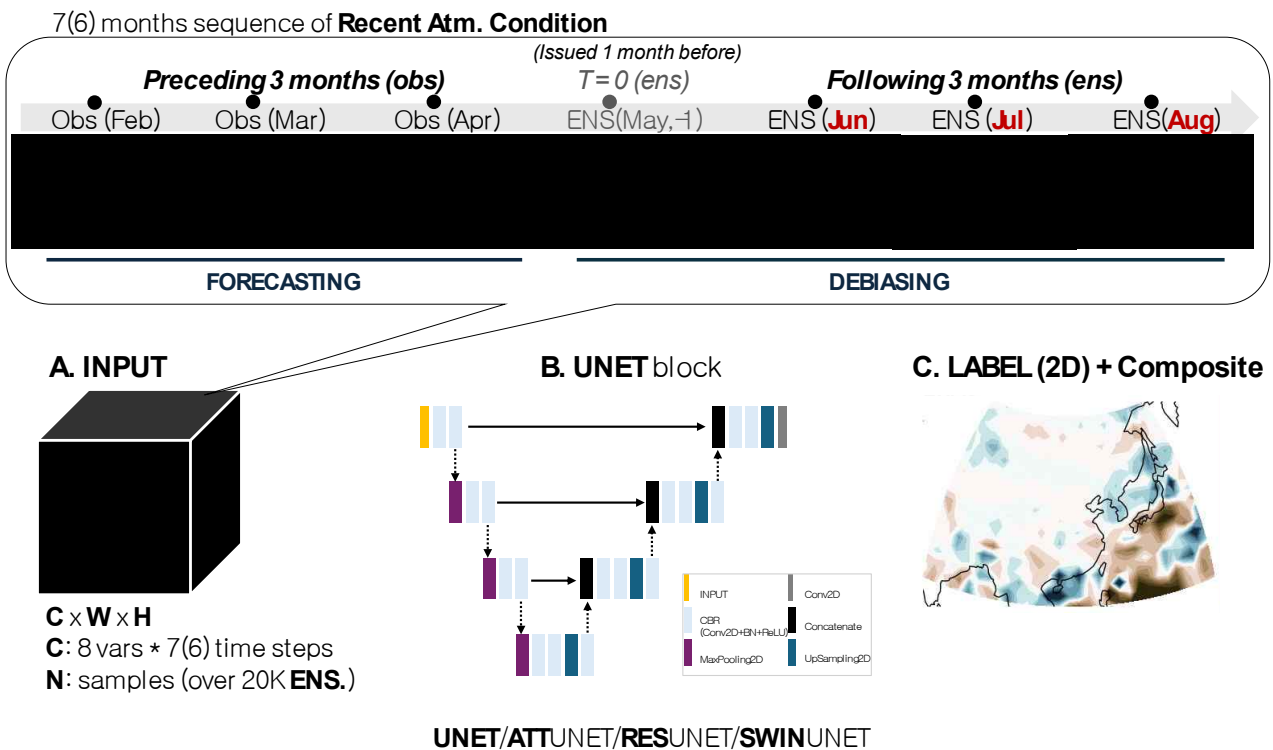 7(6) months sequence of Recent Atm. Condition
(Issued 1 month before)
Preceding 3 months (obs)
T = 0 (ens)
Following 3 months (ens)
Obs (Feb)
Obs (Mar)
Obs (Apr)
ENS(May,-1)
ENS (Jun)
ENS (Jul)
ENS(Aug)
FORECASTING
DEBIASING
A. INPUT
B. UNET block
C. LABEL (2D) + Composite
C x W x H
C: 8 vars * 7(6) time steps
N: samples (over 20K ENS.)
INPUT
CBR
(Conv2D+BN+ReLU)
MaxPooling2D
Conv2D
Concatenate
UpSampling2D
UNET/ATTUNET/RESUNET/SWINUNET